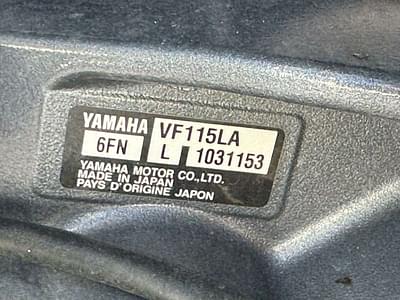 YAMAHA VF115LA
6FN L 1031153
YAMAHA MOTOR CO.,LTD.
MADE IN JAPAN
PAYS D'ORIGINE JAPON